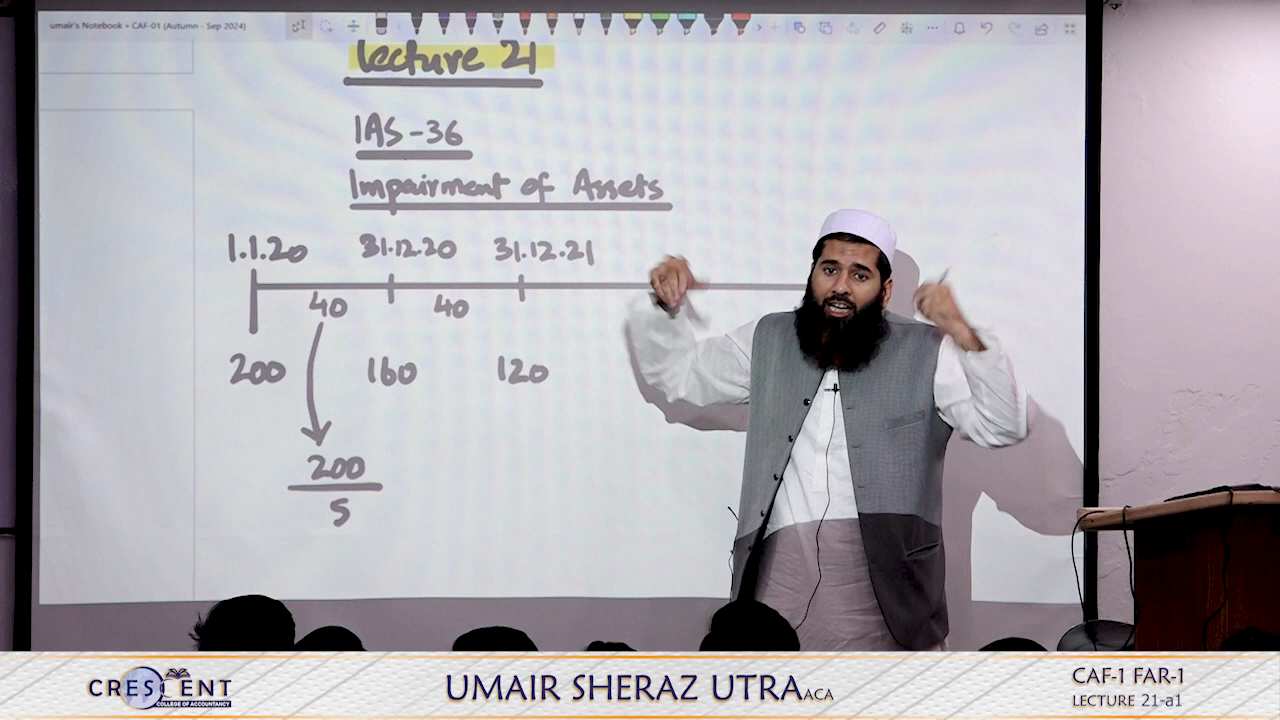 umair's Notebook • CAF-01 (Autumn - Sep 2024)
Lecture 21
IAS-36
Impairment of Assets
1.1.20 31.12.20 31.12.21
40 40
200 160 120
200
5
CRESCENT
COLLEGE OF ACCOUNTANCY
UMAIR SHERAZ UTRA ACA
CAF-1 FAR-1
LECTURE 21-a1